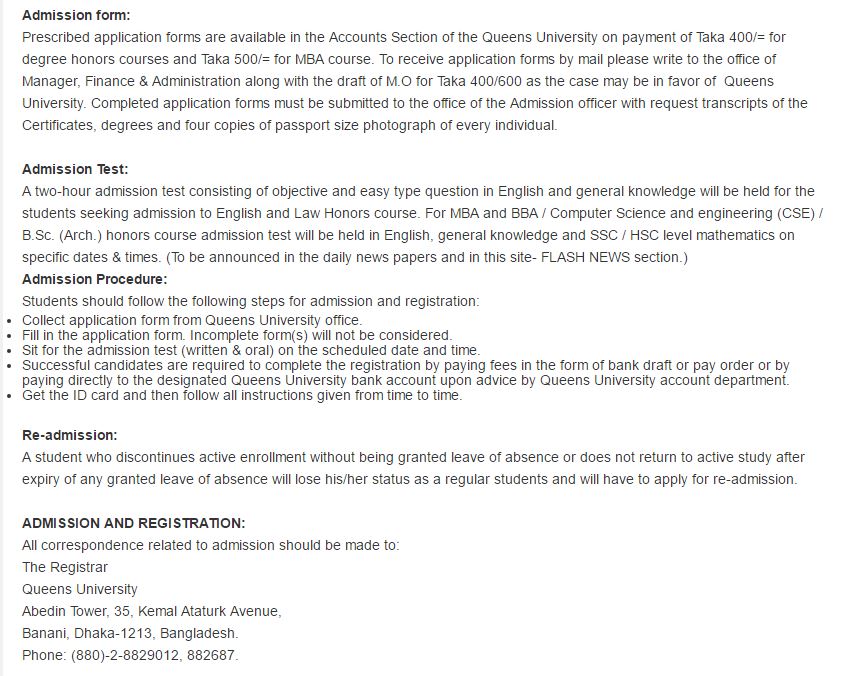 Admission form:
Prescribed application forms are available in the Accounts Section of the Queens University on payment of Taka 400/= for
degree honors courses and Taka 500/= for MBA course. To receive application forms by mail please write to the office of
Manager, Finance & Administration along with the draft of M.O for Taka 400/600 as the case may be in favor of  Queens
University. Completed application forms must be submitted to the office of the Admission officer with request transcripts of the
Certificates, degrees and four copies of passport size photograph of every individual.
Admission Test:
A two-hour admission test consisting of objective and easy type question in English and general knowledge will be held for the
students seeking admission to English and Law Honors course. For MBA and BBA / Computer Science and engineering (CSE) /
B.Sc. (Arch.) honors course admission test will be held in English, general knowledge and SSC / HSC level mathematics on
specific dates & times. (To be announced in the daily news papers and in this site- FLASH NEWS section.)
Admission Procedure:
Students should follow the following steps for admission and registration:
• Collect application form from Queens University office.
• Fill in the application form. Incomplete form(s) will not be considered.
• Sit for the admission test (written & oral) on the scheduled date and time.
• Successful candidates are required to complete the registration by paying fees in the form of bank draft or pay order or by
paying directly to the designated Queens University bank account upon advice by Queens University account department.
• Get the ID card and then follow all instructions given from time to time.
Re-admission:
A student who discontinues active enrollment without being granted leave of absence or does not return to active study after
expiry of any granted leave of absence will lose his/her status as a regular students and will have to apply for re-admission.
ADMISSION AND REGISTRATION:
All correspondence related to admission should be made to:
The Registrar
Queens University
Abedin Tower, 35, Kemal Ataturk Avenue,
Banani, Dhaka-1213, Bangladesh.
Phone: (880)-2-8829012, 882687.